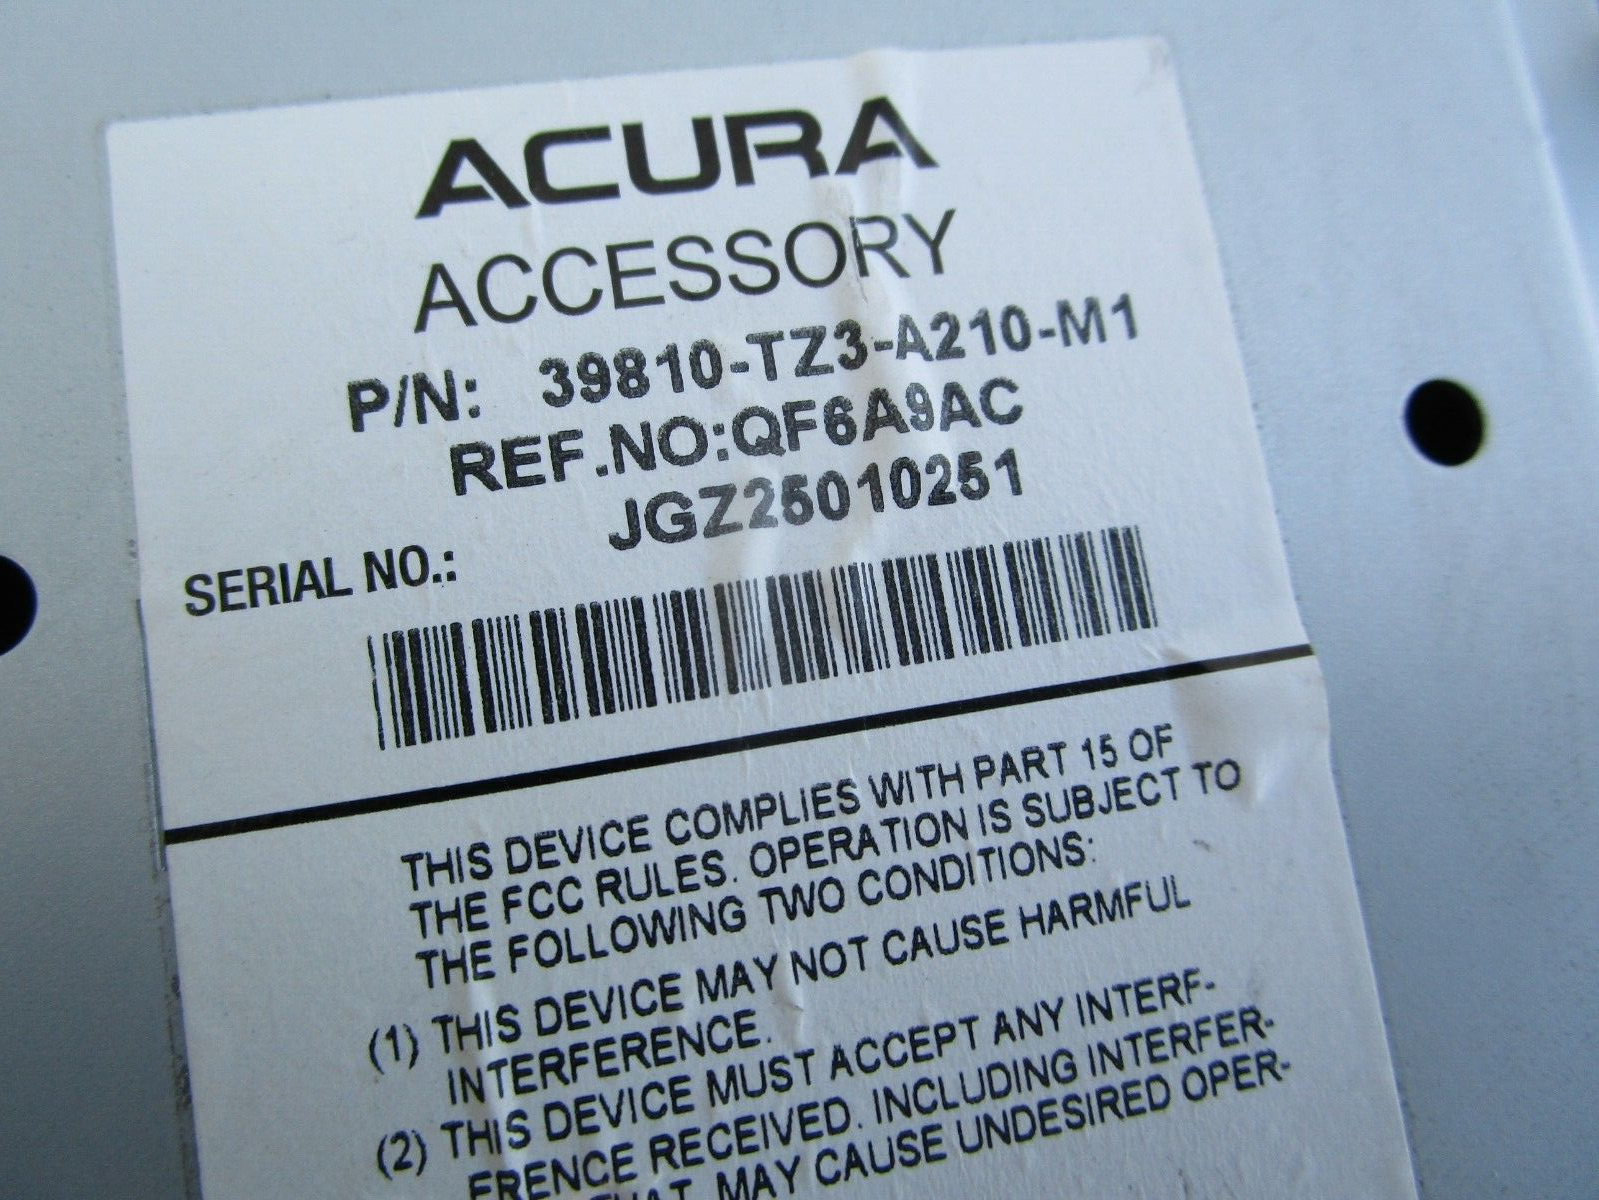 ACURA
ACCESSORY
P/N: 39810-TZ3-A210-M1
REF.NO:QF6A9AC
JGZ25010251
SERIAL NO.:
THIS DEVICE COMPLIES WITH PART 15 OF
THE FCC RULES. OPERATION IS SUBJECT TO
THE FOLLOWING TWO CONDITIONS:
(1) THIS DEVICE MAY NOT CAUSE HARMFUL
INTERFERENCE.
(2) THIS DEVICE MUST ACCEPT ANY INTERF-
ERENCE RECEIVED. INCLUDING INTERFER-
THAT MAY CAUSE UNDESIRED OPER-